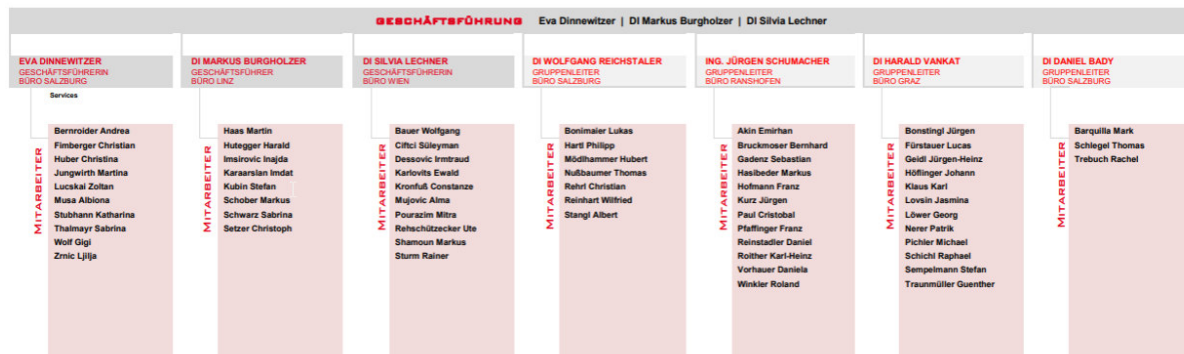 GESCHÄFTSFÜHRUNG Eva Dinnewitzer | DI Markus Burgholzer | DI Silvia Lechner
EVA DINNEWITZER
GESCHÄFTSFÜHRERIN
BÜRO SALZBURG
Services
MITARBEITER
Bernroider Andrea
Fimberger Christian
Huber Christina
Jungwirth Martina
Lucskai Zoltan
Musa Albiona
Stubhann Katharina
Thalmayr Sabrina
Wolf Gigi
Zrnic Ljilja
DI MARKUS BURGHOLZER
GESCHÄFTSFÜHRER
BÜRO LINZ
MITARBEITER
Haas Martin
Hutegger Harald
Imsirovic Inajda
Karaarslan Imdat
Kubin Stefan
Schober Markus
Schwarz Sabrina
Setzer Christoph
DI SILVIA LECHNER
GESCHÄFTSFÜHRERIN
BÜRO WIEN
MITARBEITER
Bauer Wolfgang
Ciftci Süleyman
Dessovic Irmtraud
Karlovits Ewald
Kronfuß Constanze
Mujovic Alma
Pourazim Mitra
Rehschützecker Ute
Shamoun Markus
Sturm Rainer
DI WOLFGANG REICHSTALER
GRUPPENLEITER
BÜRO SALZBURG
MITARBEITER
Bonimaier Lukas
Hartl Philipp
Mödlhammer Hubert
Nußbaumer Thomas
Rehrl Christian
Reinhart Wilfried
Stangl Albert
ING. JÜRGEN SCHUMACHER
GRUPPENLEITER
BÜRO RANSHOFEN
MITARBEITER
Akin Emirhan
Bruckmoser Bernhard
Gadenz Sebastian
Hasibeder Markus
Hofmann Franz
Kurz Jürgen
Paul Cristobal
Pfaffinger Franz
Reinstadler Daniel
Roither Karl-Heinz
Vorhauer Daniela
Winkler Roland
DI HARALD VANKAT
GRUPPENLEITER
BÜRO GRAZ
MITARBEITER
Bonstingl Jürgen
Fürstauer Lucas
Geidl Jürgen-Heinz
Höflinger Johann
Klaus Karl
Lovsin Jasmina
Löwer Georg
Nerer Patrik
Pichler Michael
Schichl Raphael
Sempelmann Stefan
Traunmüller Guenther
DI DANIEL BADY
GRUPPENLEITER
BÜRO SALZBURG
MITARBEITER
Barquilla Mark
Schlegel Thomas
Trebuch Rachel